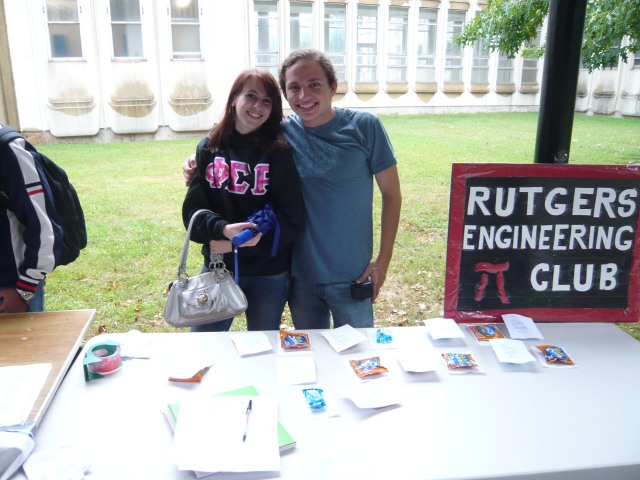 ΦΣΡ
RUTGERS
ENGINEERING
π CLUB